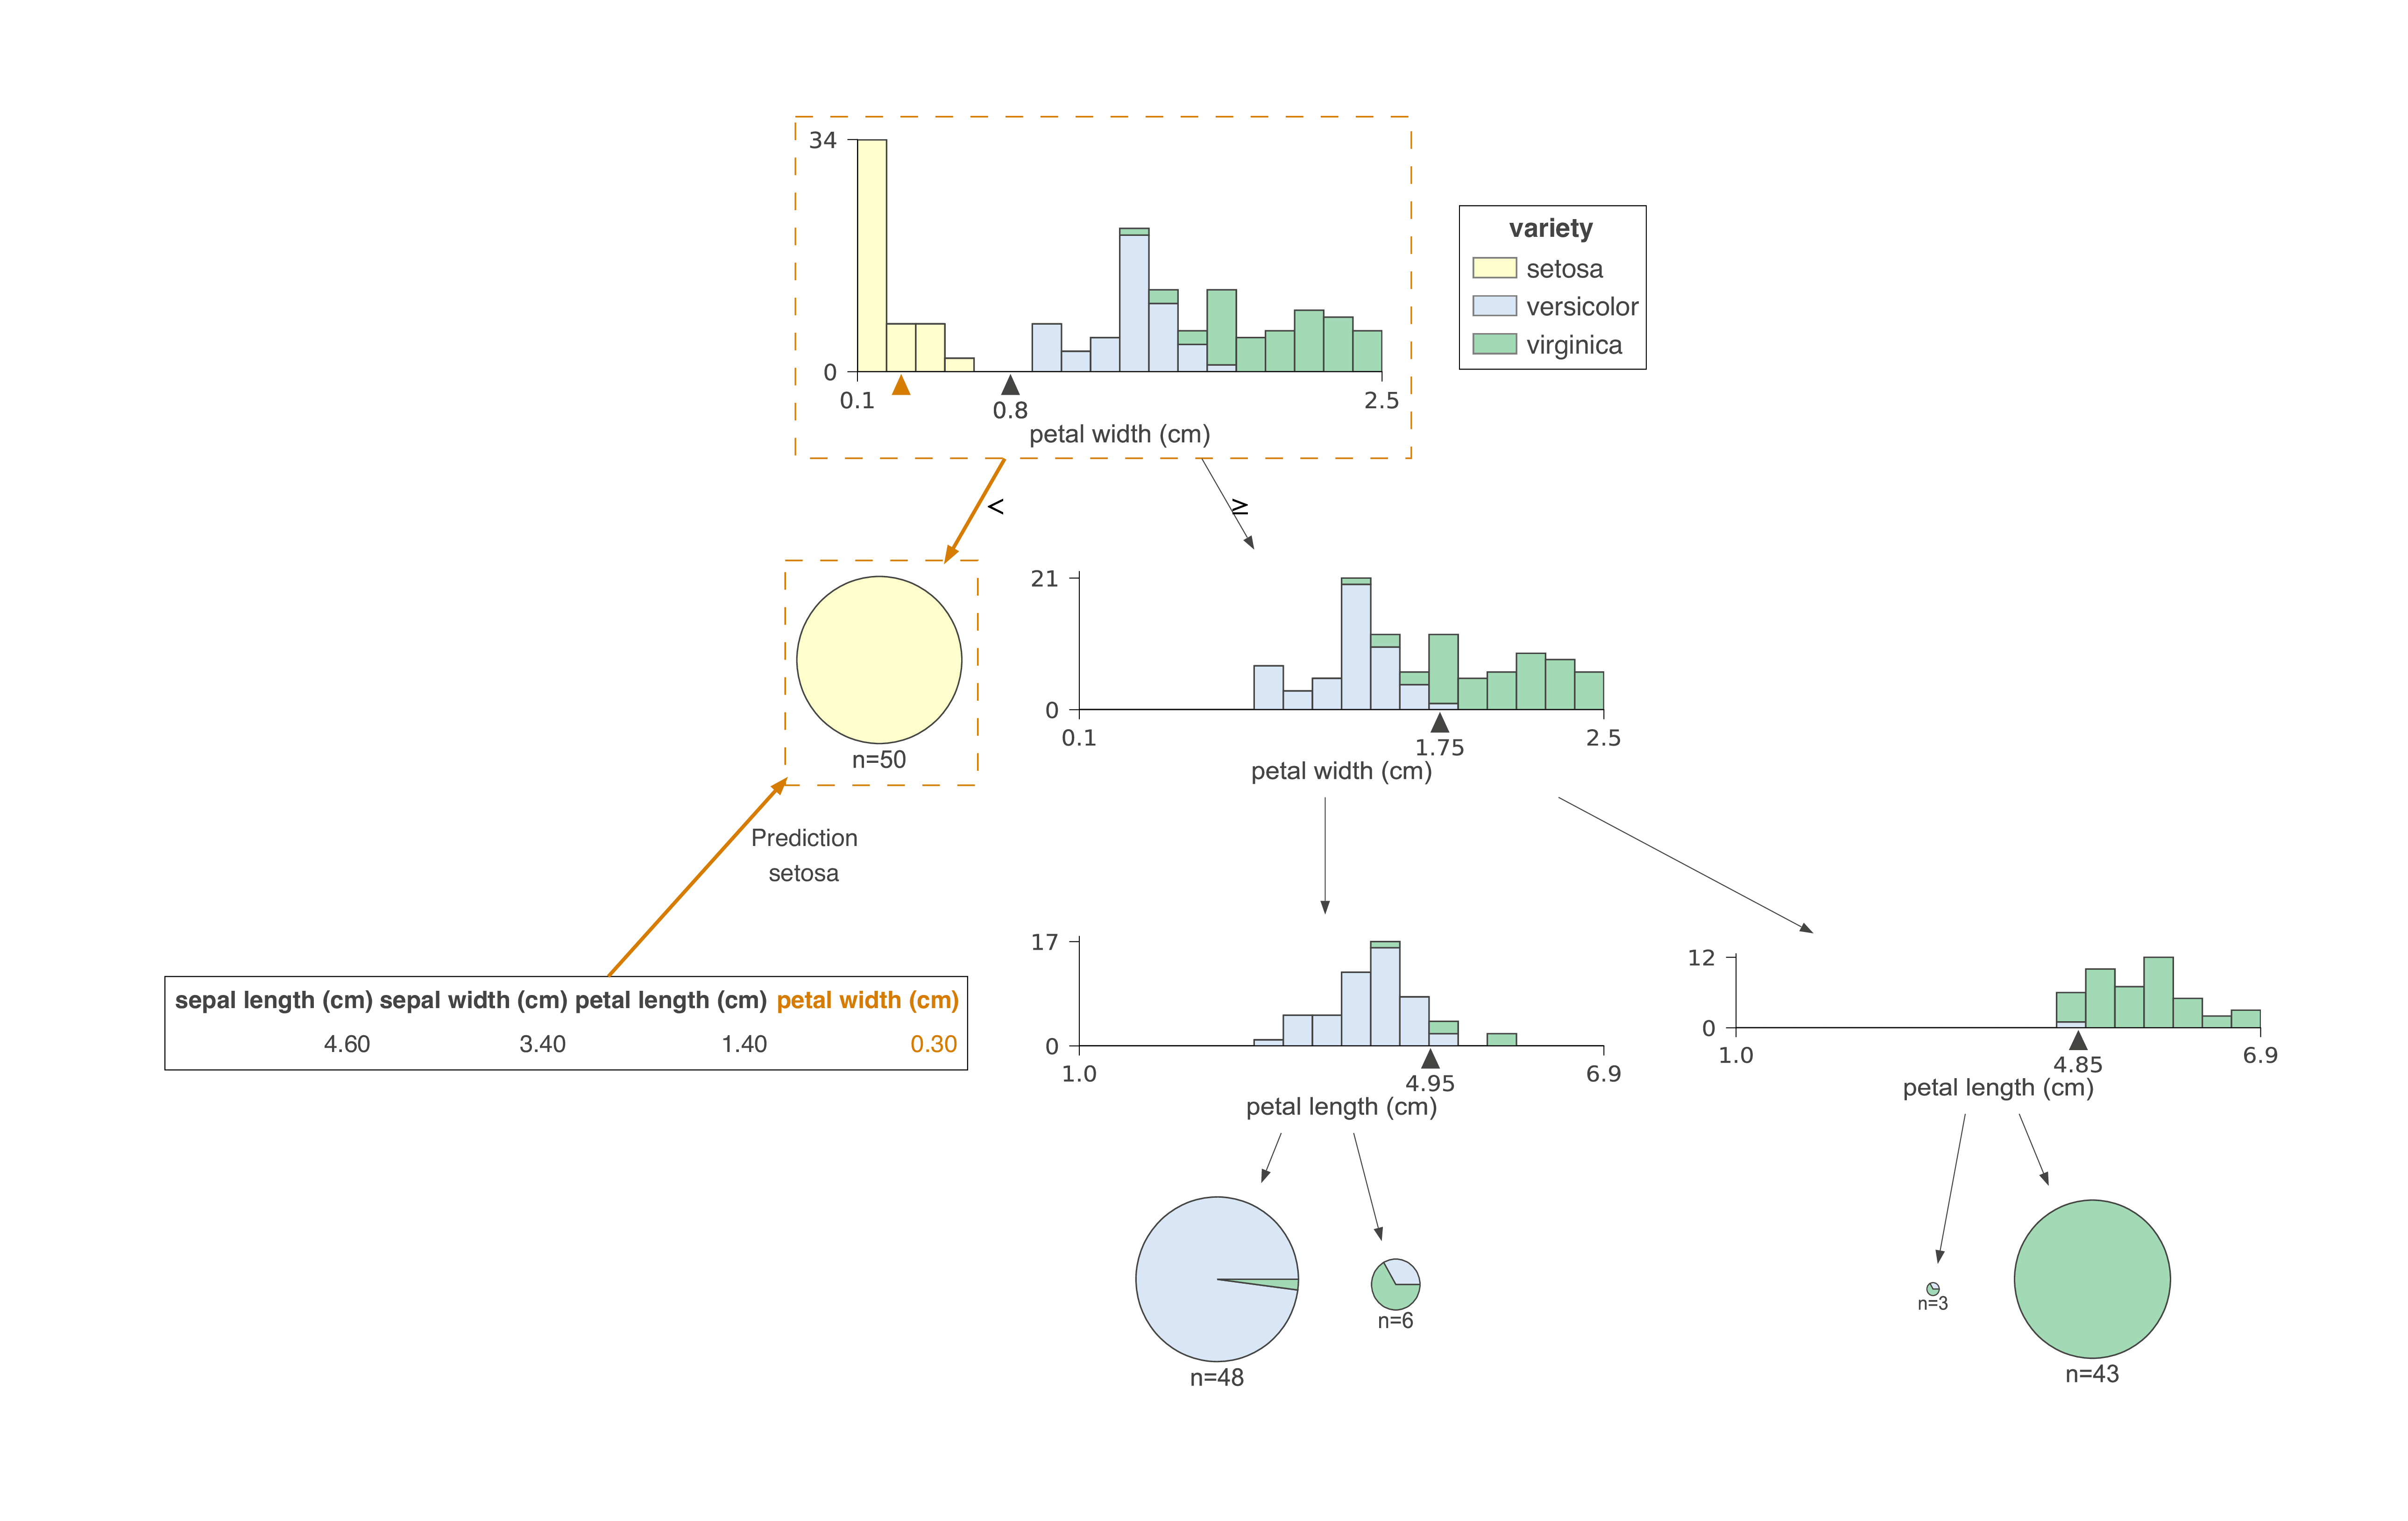 34
0
0.1
0.8
2.5
petal width (cm)
variety
setosa
versicolor
virginica
<
≥
n=50
21
0
0.1
1.75
2.5
petal width (cm)
Prediction
setosa
sepal length (cm) sepal width (cm) petal length (cm) petal width (cm)
4.60 3.40 1.40 0.30
17
0
1.0
4.95
6.9
petal length (cm)
12
0
1.0
4.85
6.9
petal length (cm)
n=48
n=6
n=3
n=43